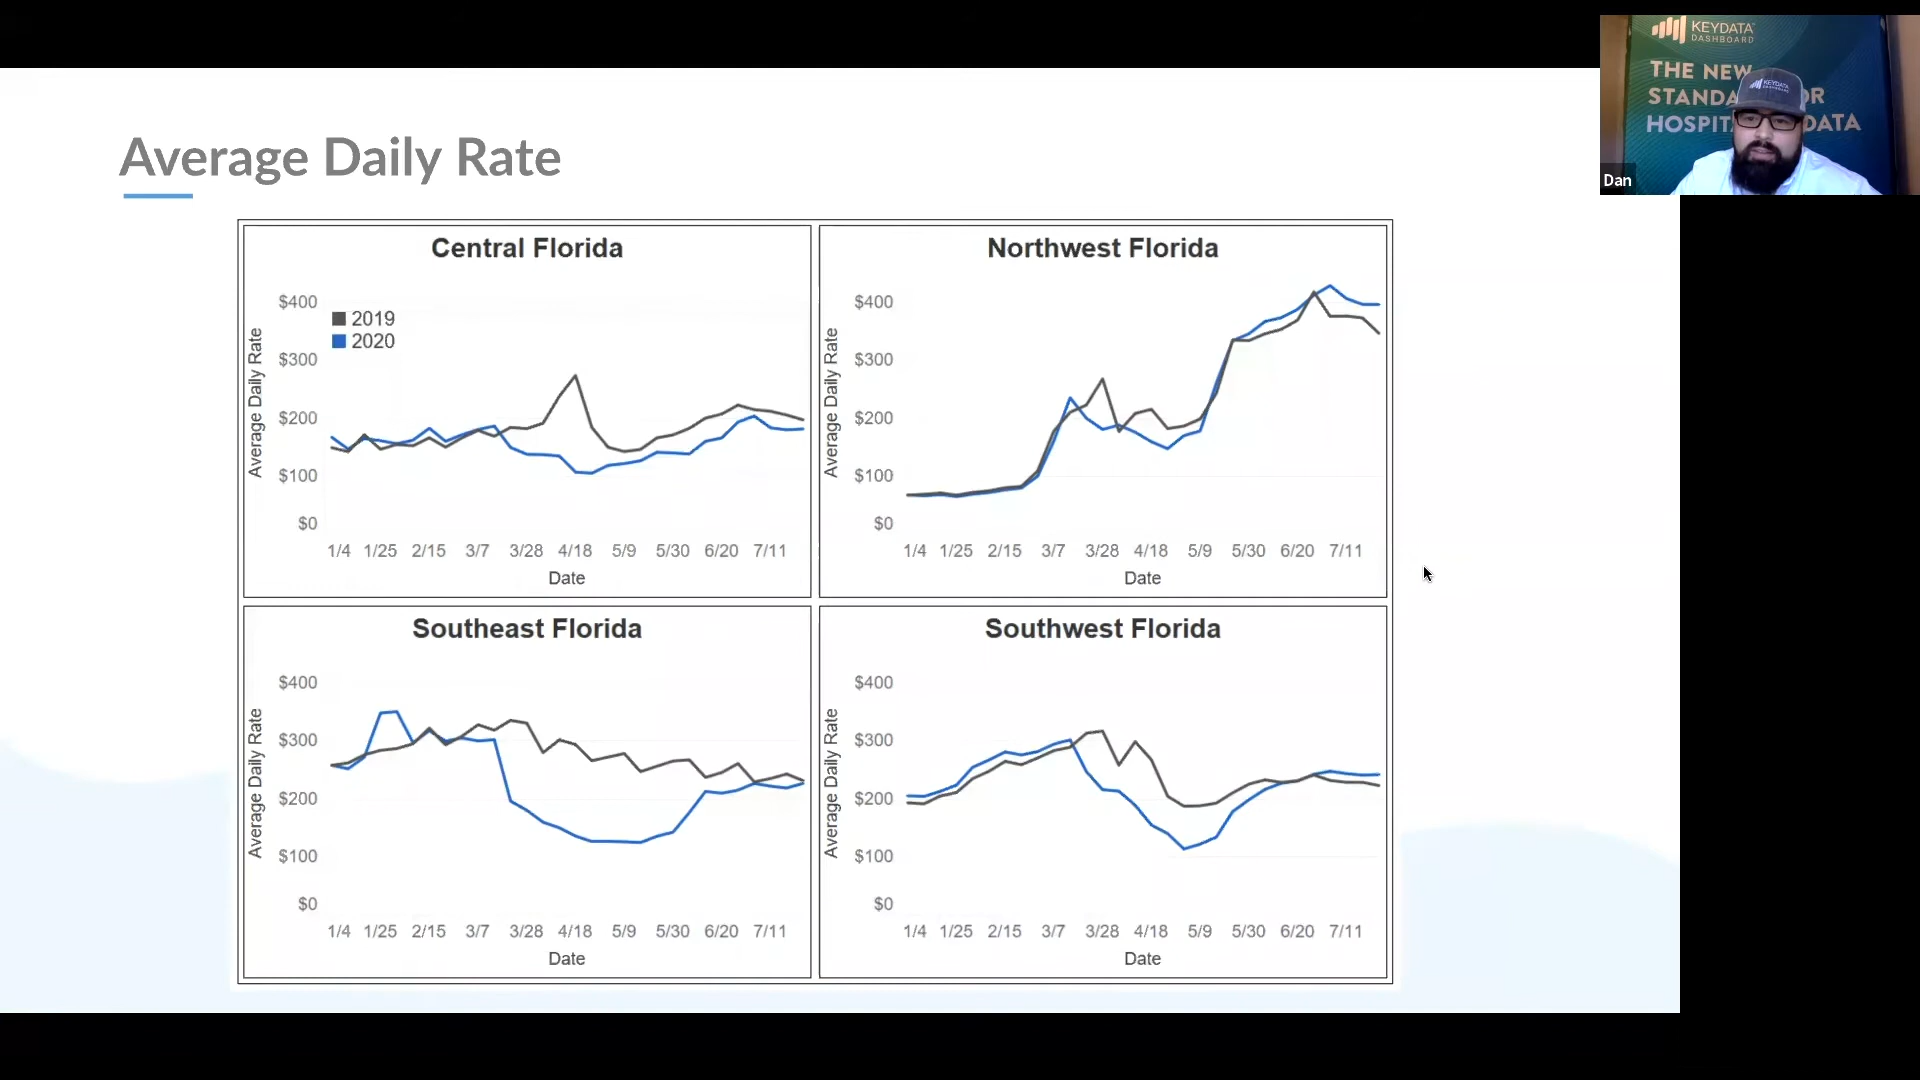 KEYDATA
DASHBOARD
THE NEW
HOSPIT DATA
KEYDATA
Dan
Average Daily Rate
Central Florida
$400
$300
$200
$100
$0
Average Daily Rate
2019
2020
1/4 1/25 2/15 3/7 3/28 4/18 5/9 5/30 6/20 7/11
Date
Northwest Florida
$400
$300
$200
$100
$0
Average Daily Rate
1/4 1/25 2/15 3/7 3/28 4/18 5/9 5/30 6/20 7/11
Date
Southeast Florida
$400
$300
$200
$100
$0
Average Daily Rate
1/4 1/25 2/15 3/7 3/28 4/18 5/9 5/30 6/20 7/11
Date
Southwest Florida
$400
$300
$200
$100
$0
Average Daily Rate
1/4 1/25 2/15 3/7 3/28 4/18 5/9 5/30 6/20 7/11
Date